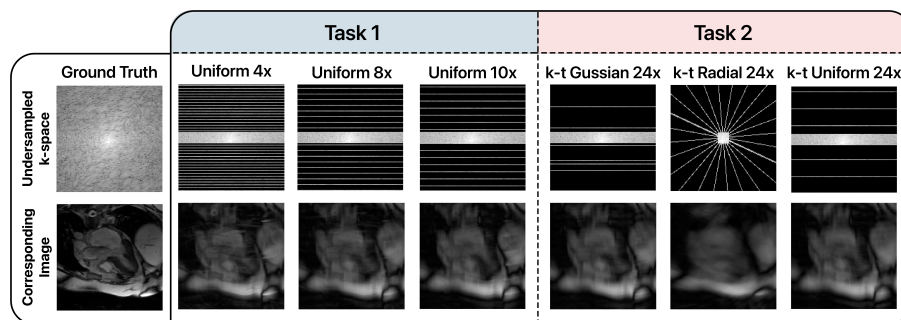 Task 1
Task 2
Ground Truth
Uniform 4x
Uniform 8x
Uniform 10x
k-t Gussian 24x
k-t Radial 24x
k-t Uniform 24x
Undersampled
k-space
Corresponding
Image